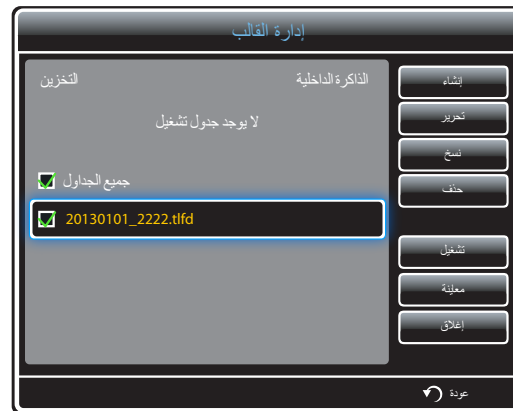 إدارة القالب
الذاكرة الداخلية
التخزين
لا يوجد جدول تشغيل
جميع الجداول
20130101_2222.tlfd
إنشاء
تحرير
نسخ
حذف
تشغيل
معاينة
إغلاق
عودة